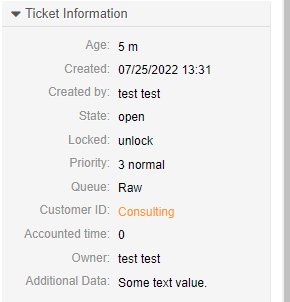 Ticket Information
Age: 5 m
Created: 07/25/2022 13:31
Created by: test test
State: open
Locked: unlock
Priority: 3 normal
Queue: Raw
Customer ID: Consulting
Accounted time: 0
Owner: test test
Additional Data: Some text value.